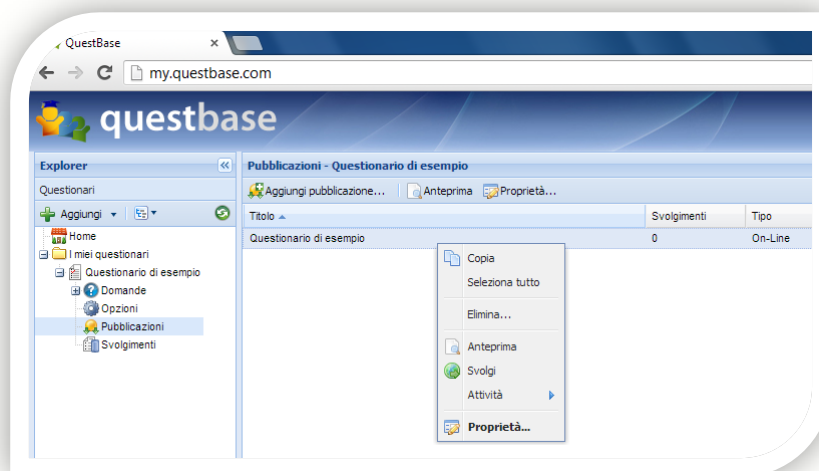 QuestBase
my.questbase.com
questbase
Explorer
Questionari
Aggiungi
Home
I miei questionari
Questionario di esempio
Domande
Opzioni
Pubblicazioni
Svolgimenti
Pubblicazioni - Questionario di esempio
Aggiungi pubblicazione... Anteprima Proprietà...
Titolo Svolgimenti Tipo
Questionario di esempio 0 On-Line
Copia
Seleziona tutto
Elimina...
Anteprima
Svolgi
Attività
Proprietà...